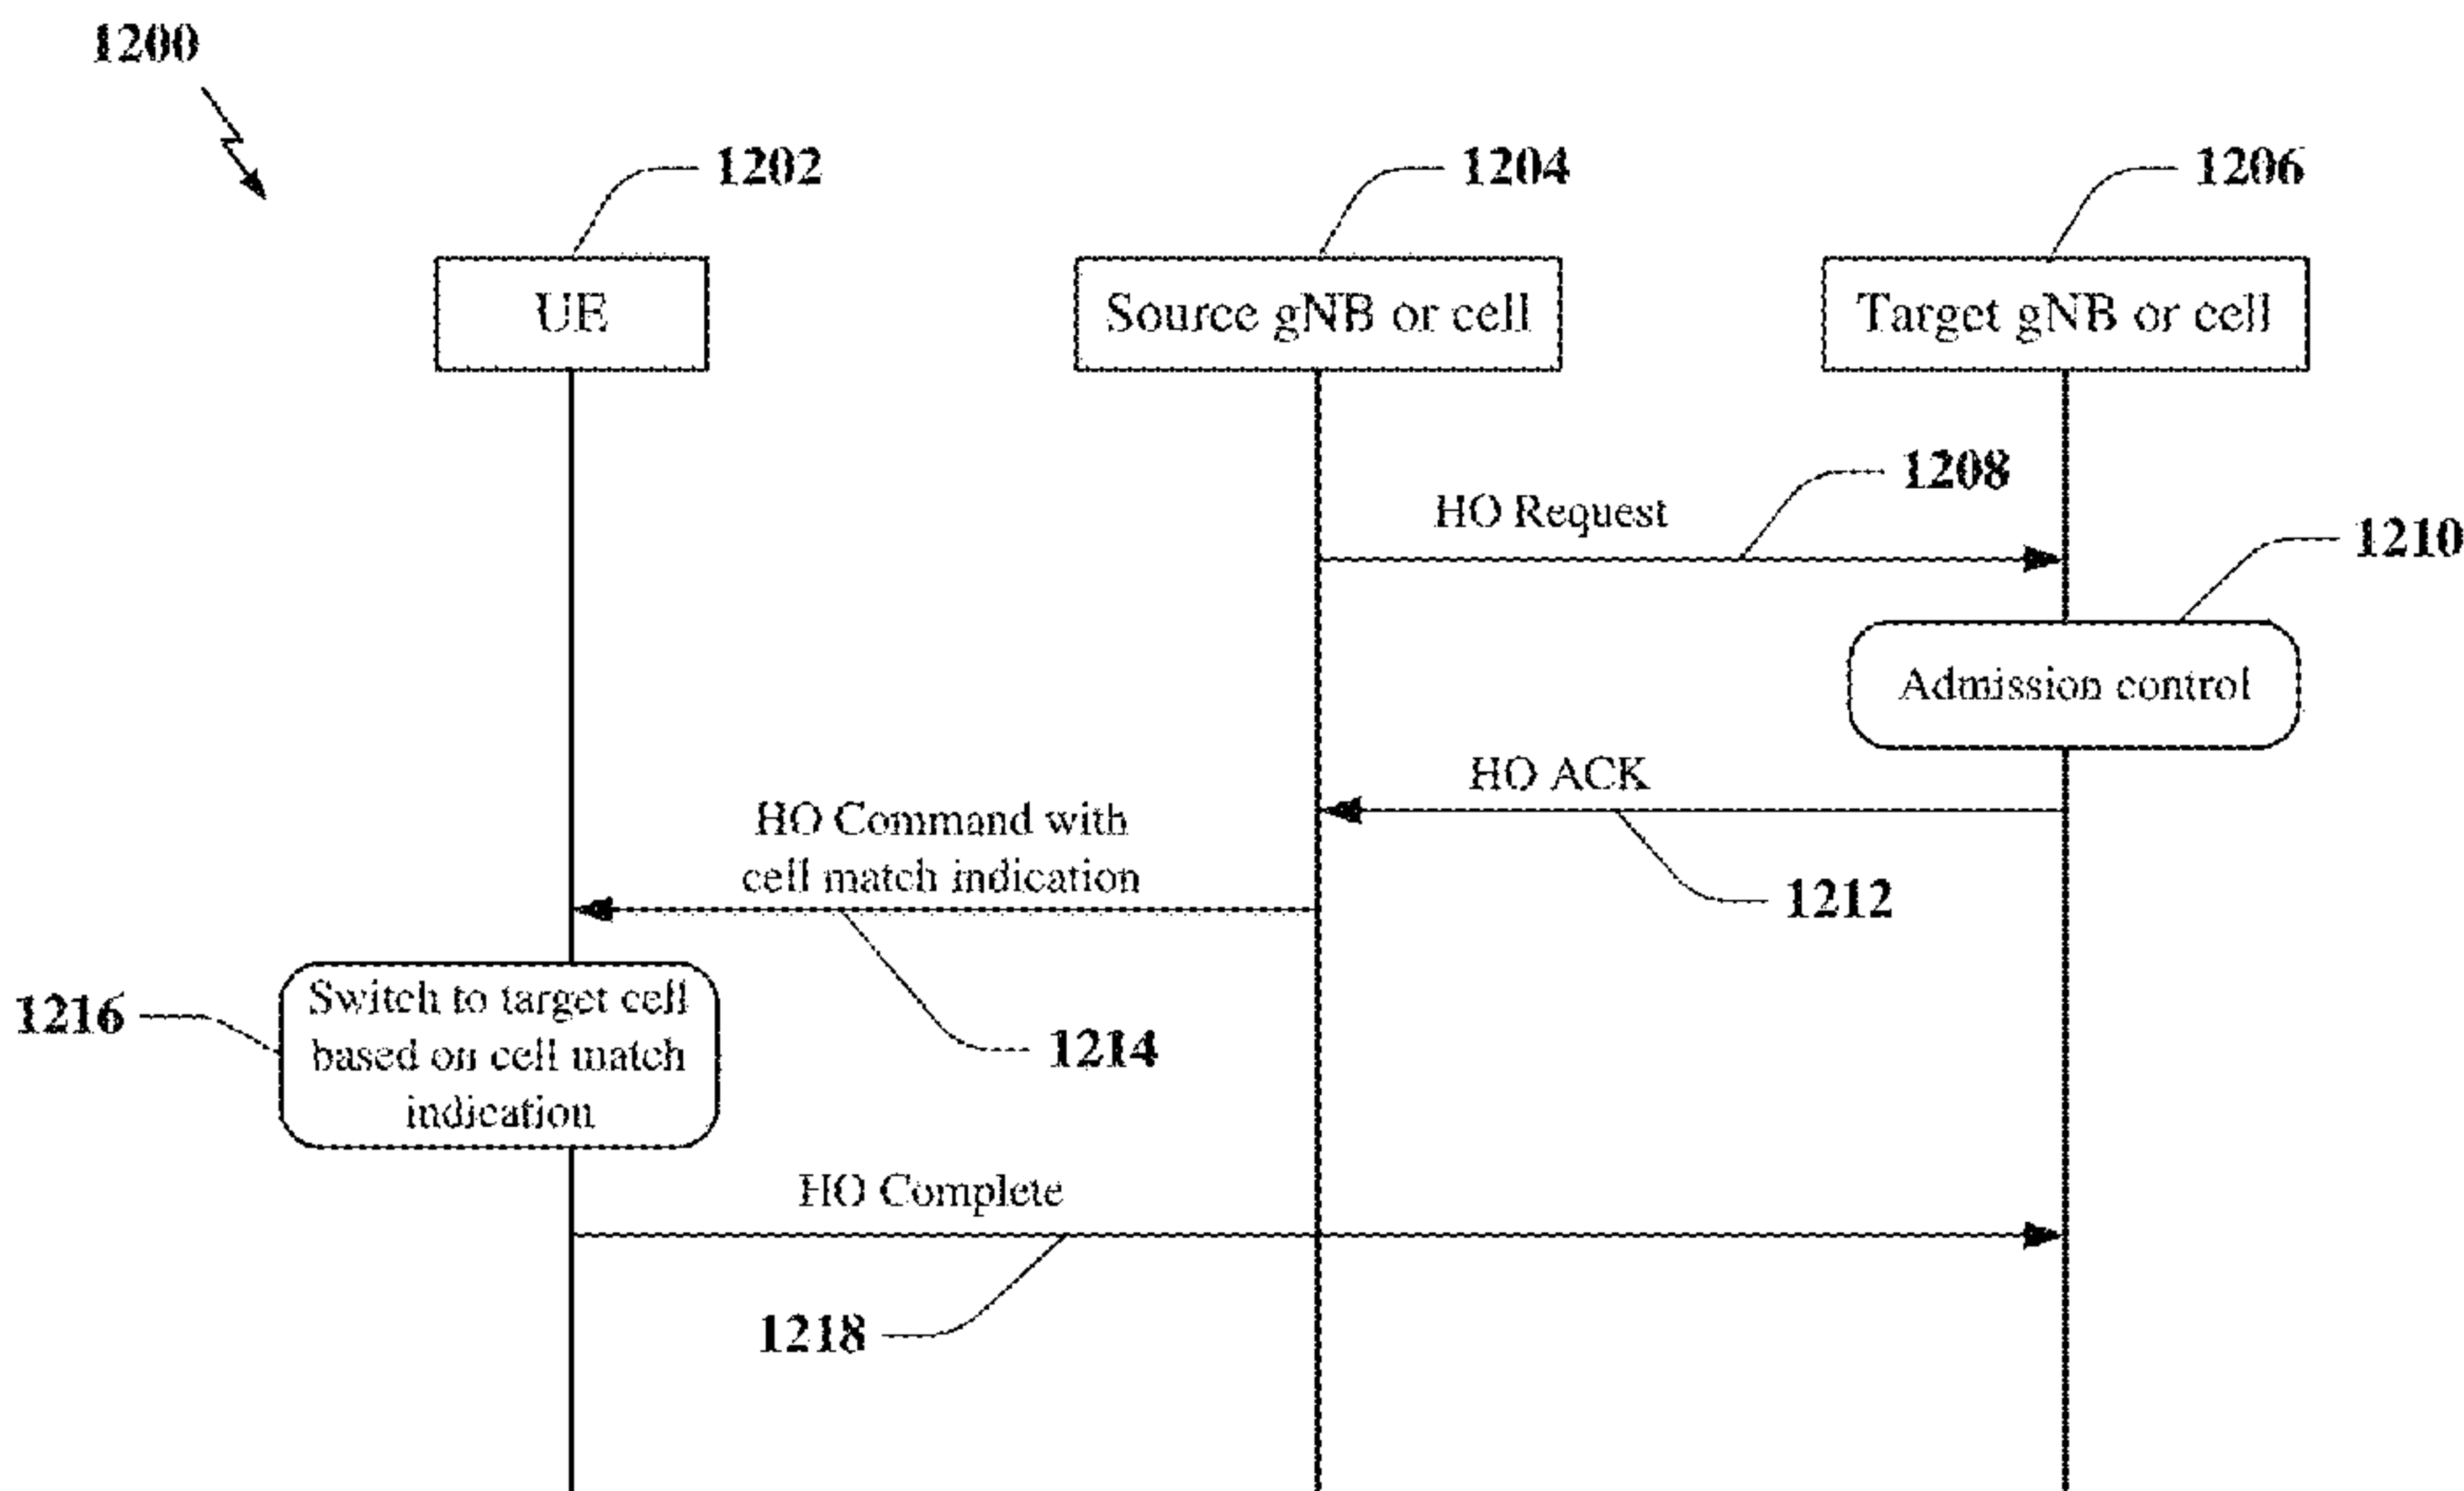 1200
1202
1204
1206
UE
Source gNB or cell
Target gNB or cell
1208
HO Request
1210
Admission control
HO ACK
HO Command with
cell match indication
1212
Switch to target cell
based on cell match
indication
1216
1214
HO Complete
1218